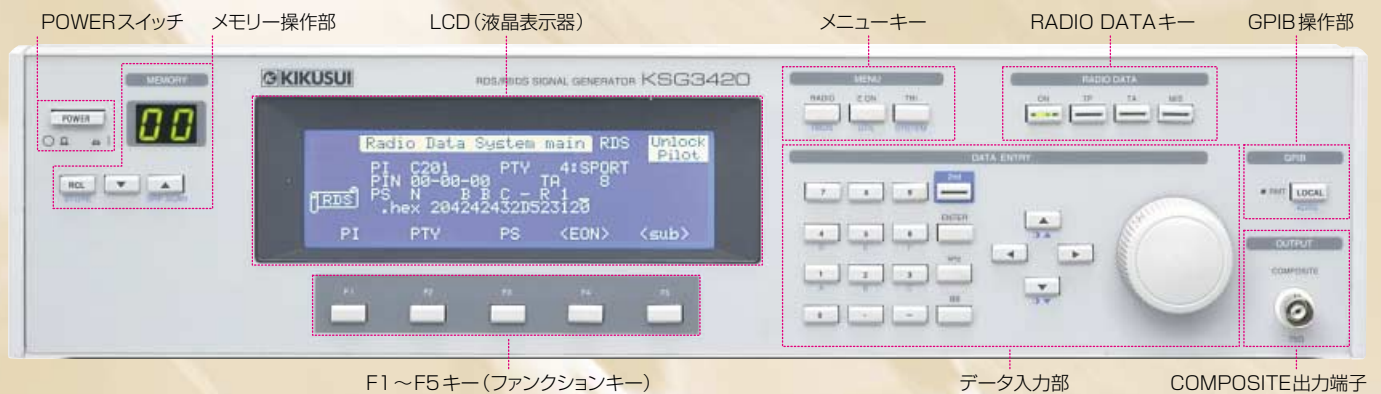 POWERスイッチ
メモリー操作部
LCD（液晶表示器）
メニューキー
RADIO DATAキー
GPIB操作部
MEMORY
KIKUSUI
RDS/RBDS SIGNAL GENERATOR KSG3420
MENU
RADIO DATA
POWER
00
RADIO
E ON
TRI
ON
TP
TA
M/S
Radio Data System main RDS Unlock
Pilot
PI C201 PTY 4:SPORT
PIN 00-00-00 TA 8
PS N B B C - R 1 _
RDS
.hex 204242432D523120
PI PTY PS <EON> <sub>
RCL
▼
▲
DATA ENTRY
GPIB
7
8
9
2nd
RMT
LOCAL
4
5
6
ENTER
1
2
3
0
.
−
BS
OUTPUT
COMPOSITE
F1
F2
F3
F4
F5
F1～F5キー（ファンクションキー）
データ入力部
COMPOSITE出力端子